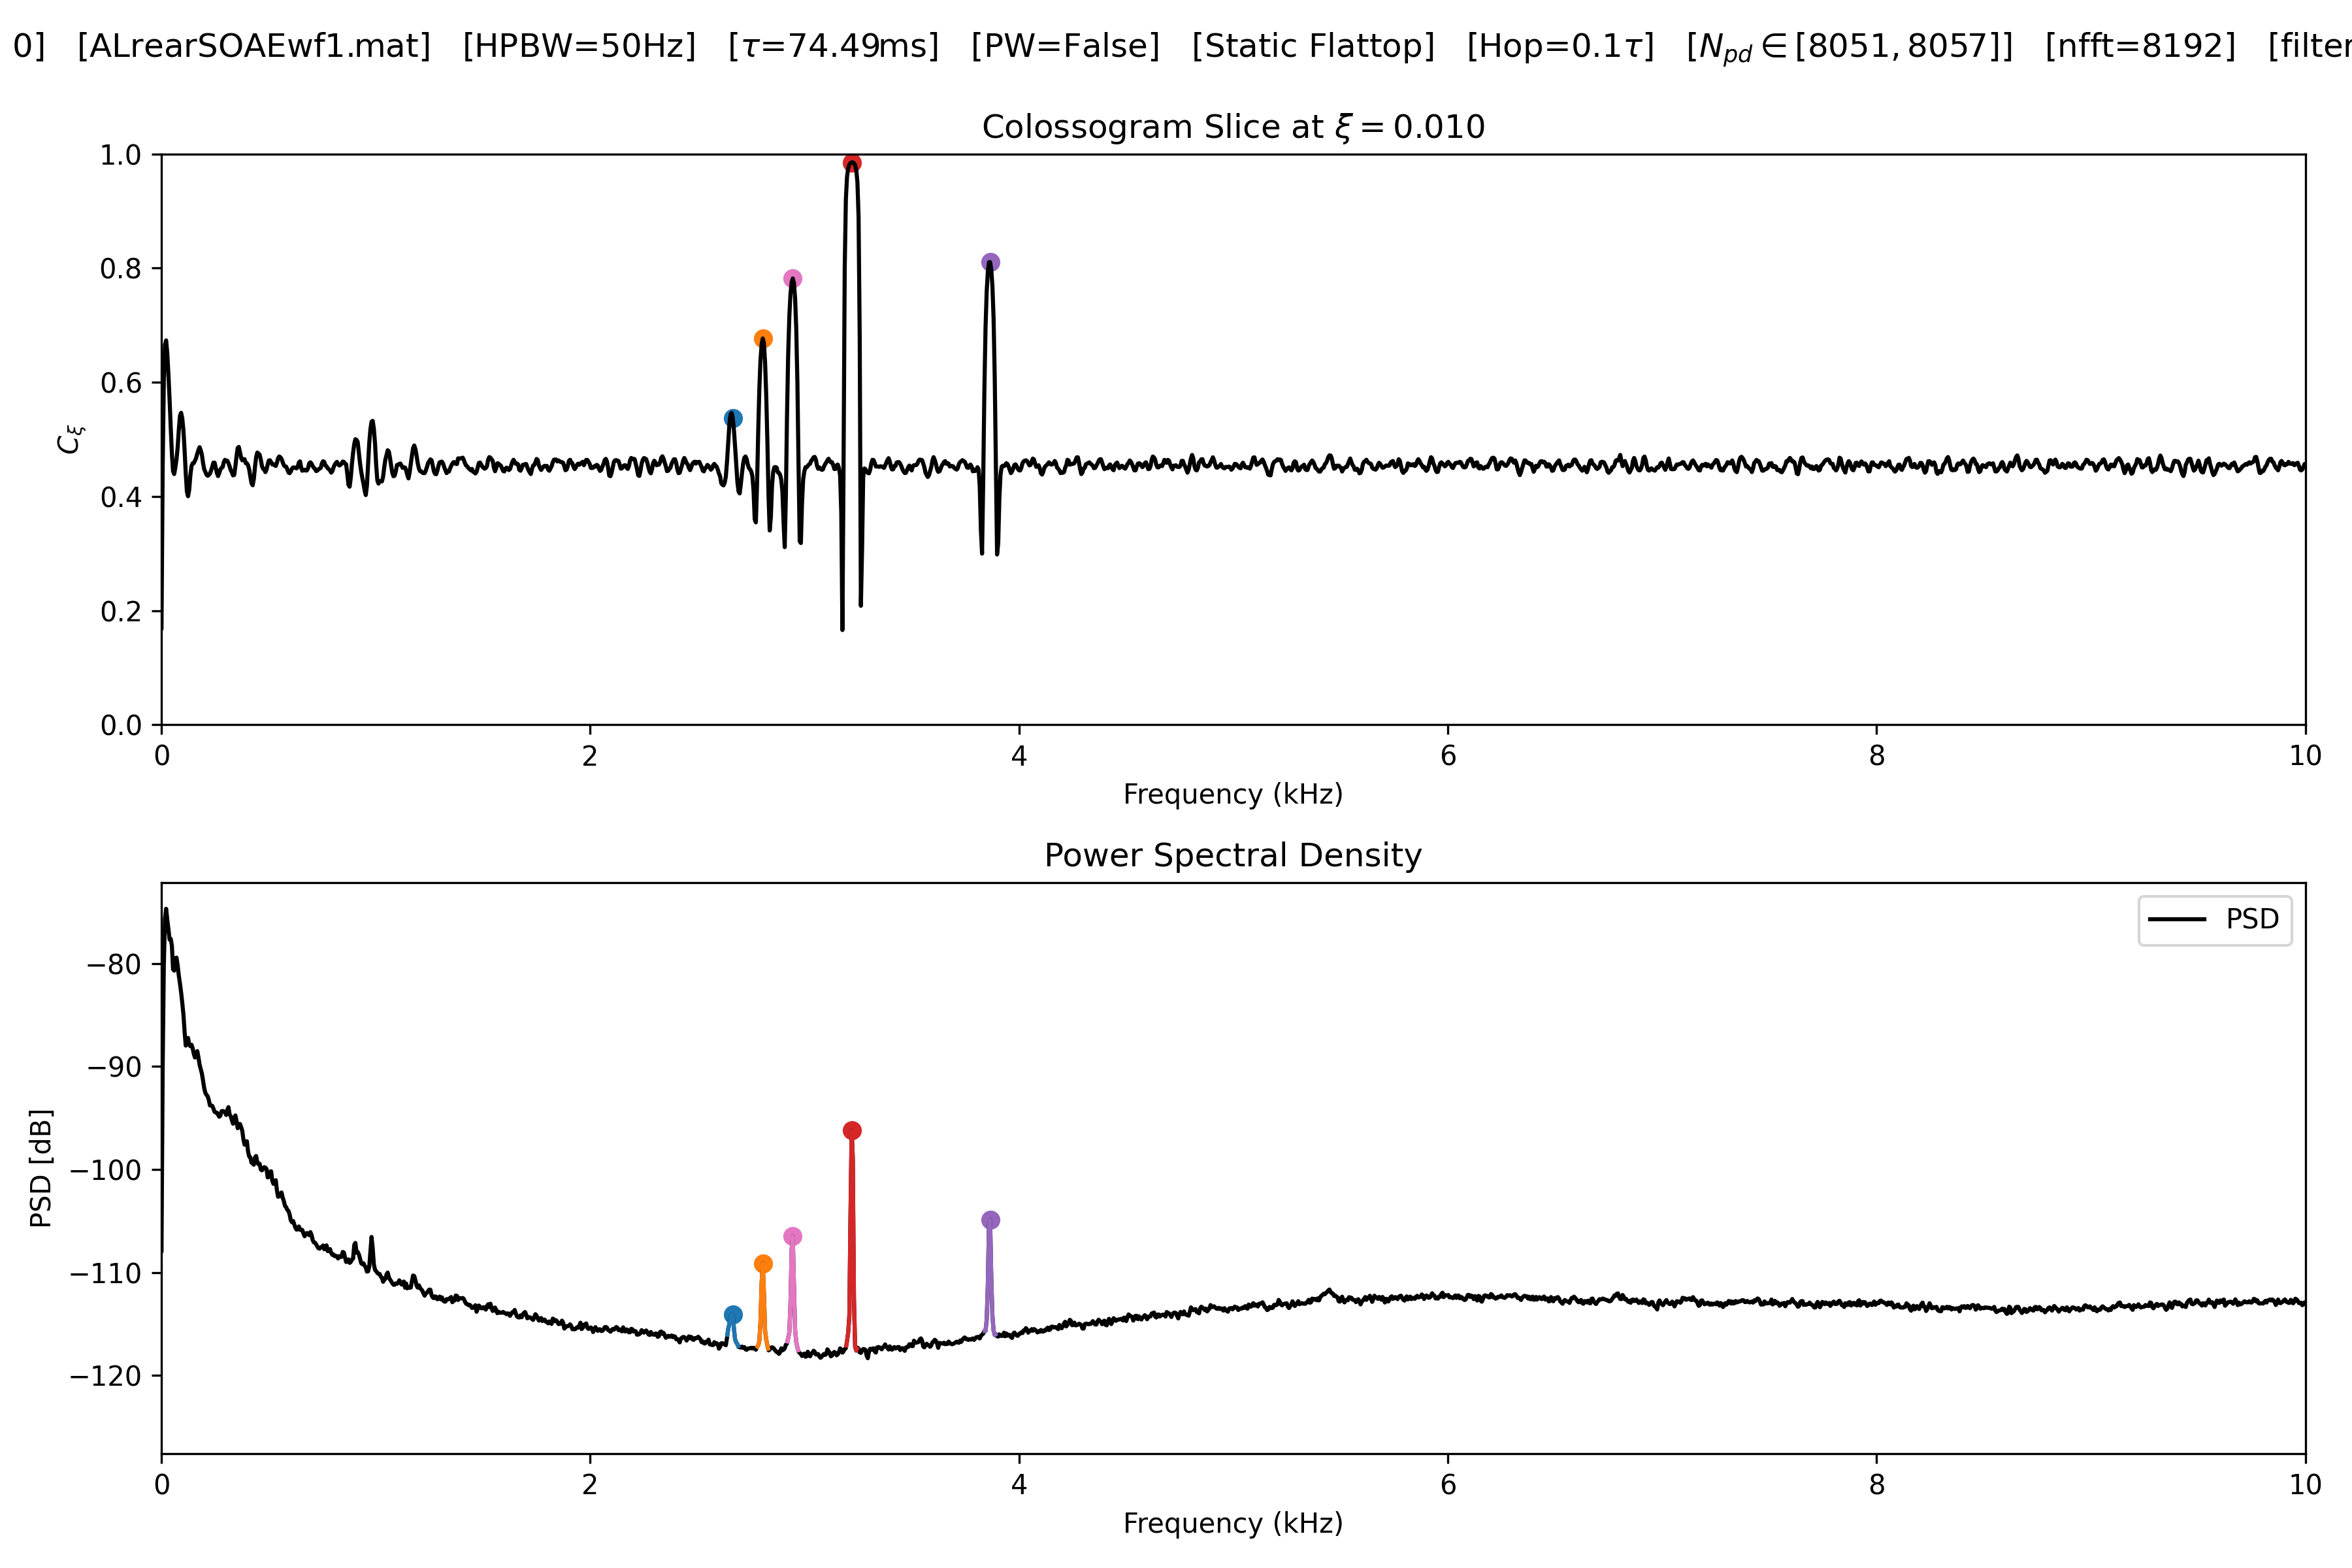 0] [ALrearSOAEwf1.mat] [HPBW=50Hz] [τ=74.49ms] [PW=False] [Static Flattop] [Hop=0.1τ] [N_pd ∈ [8051, 8057]] [nfft=8192] [filter
Colossogram Slice at ξ = 0.010
1.0
0.8
0.6
0.4
0.2
0.0
C_ξ
0 2 4 6 8 10
Frequency (kHz)
Power Spectral Density
PSD
−80
−90
−100
−110
−120
PSD [dB]
0 2 4 6 8 10
Frequency (kHz)